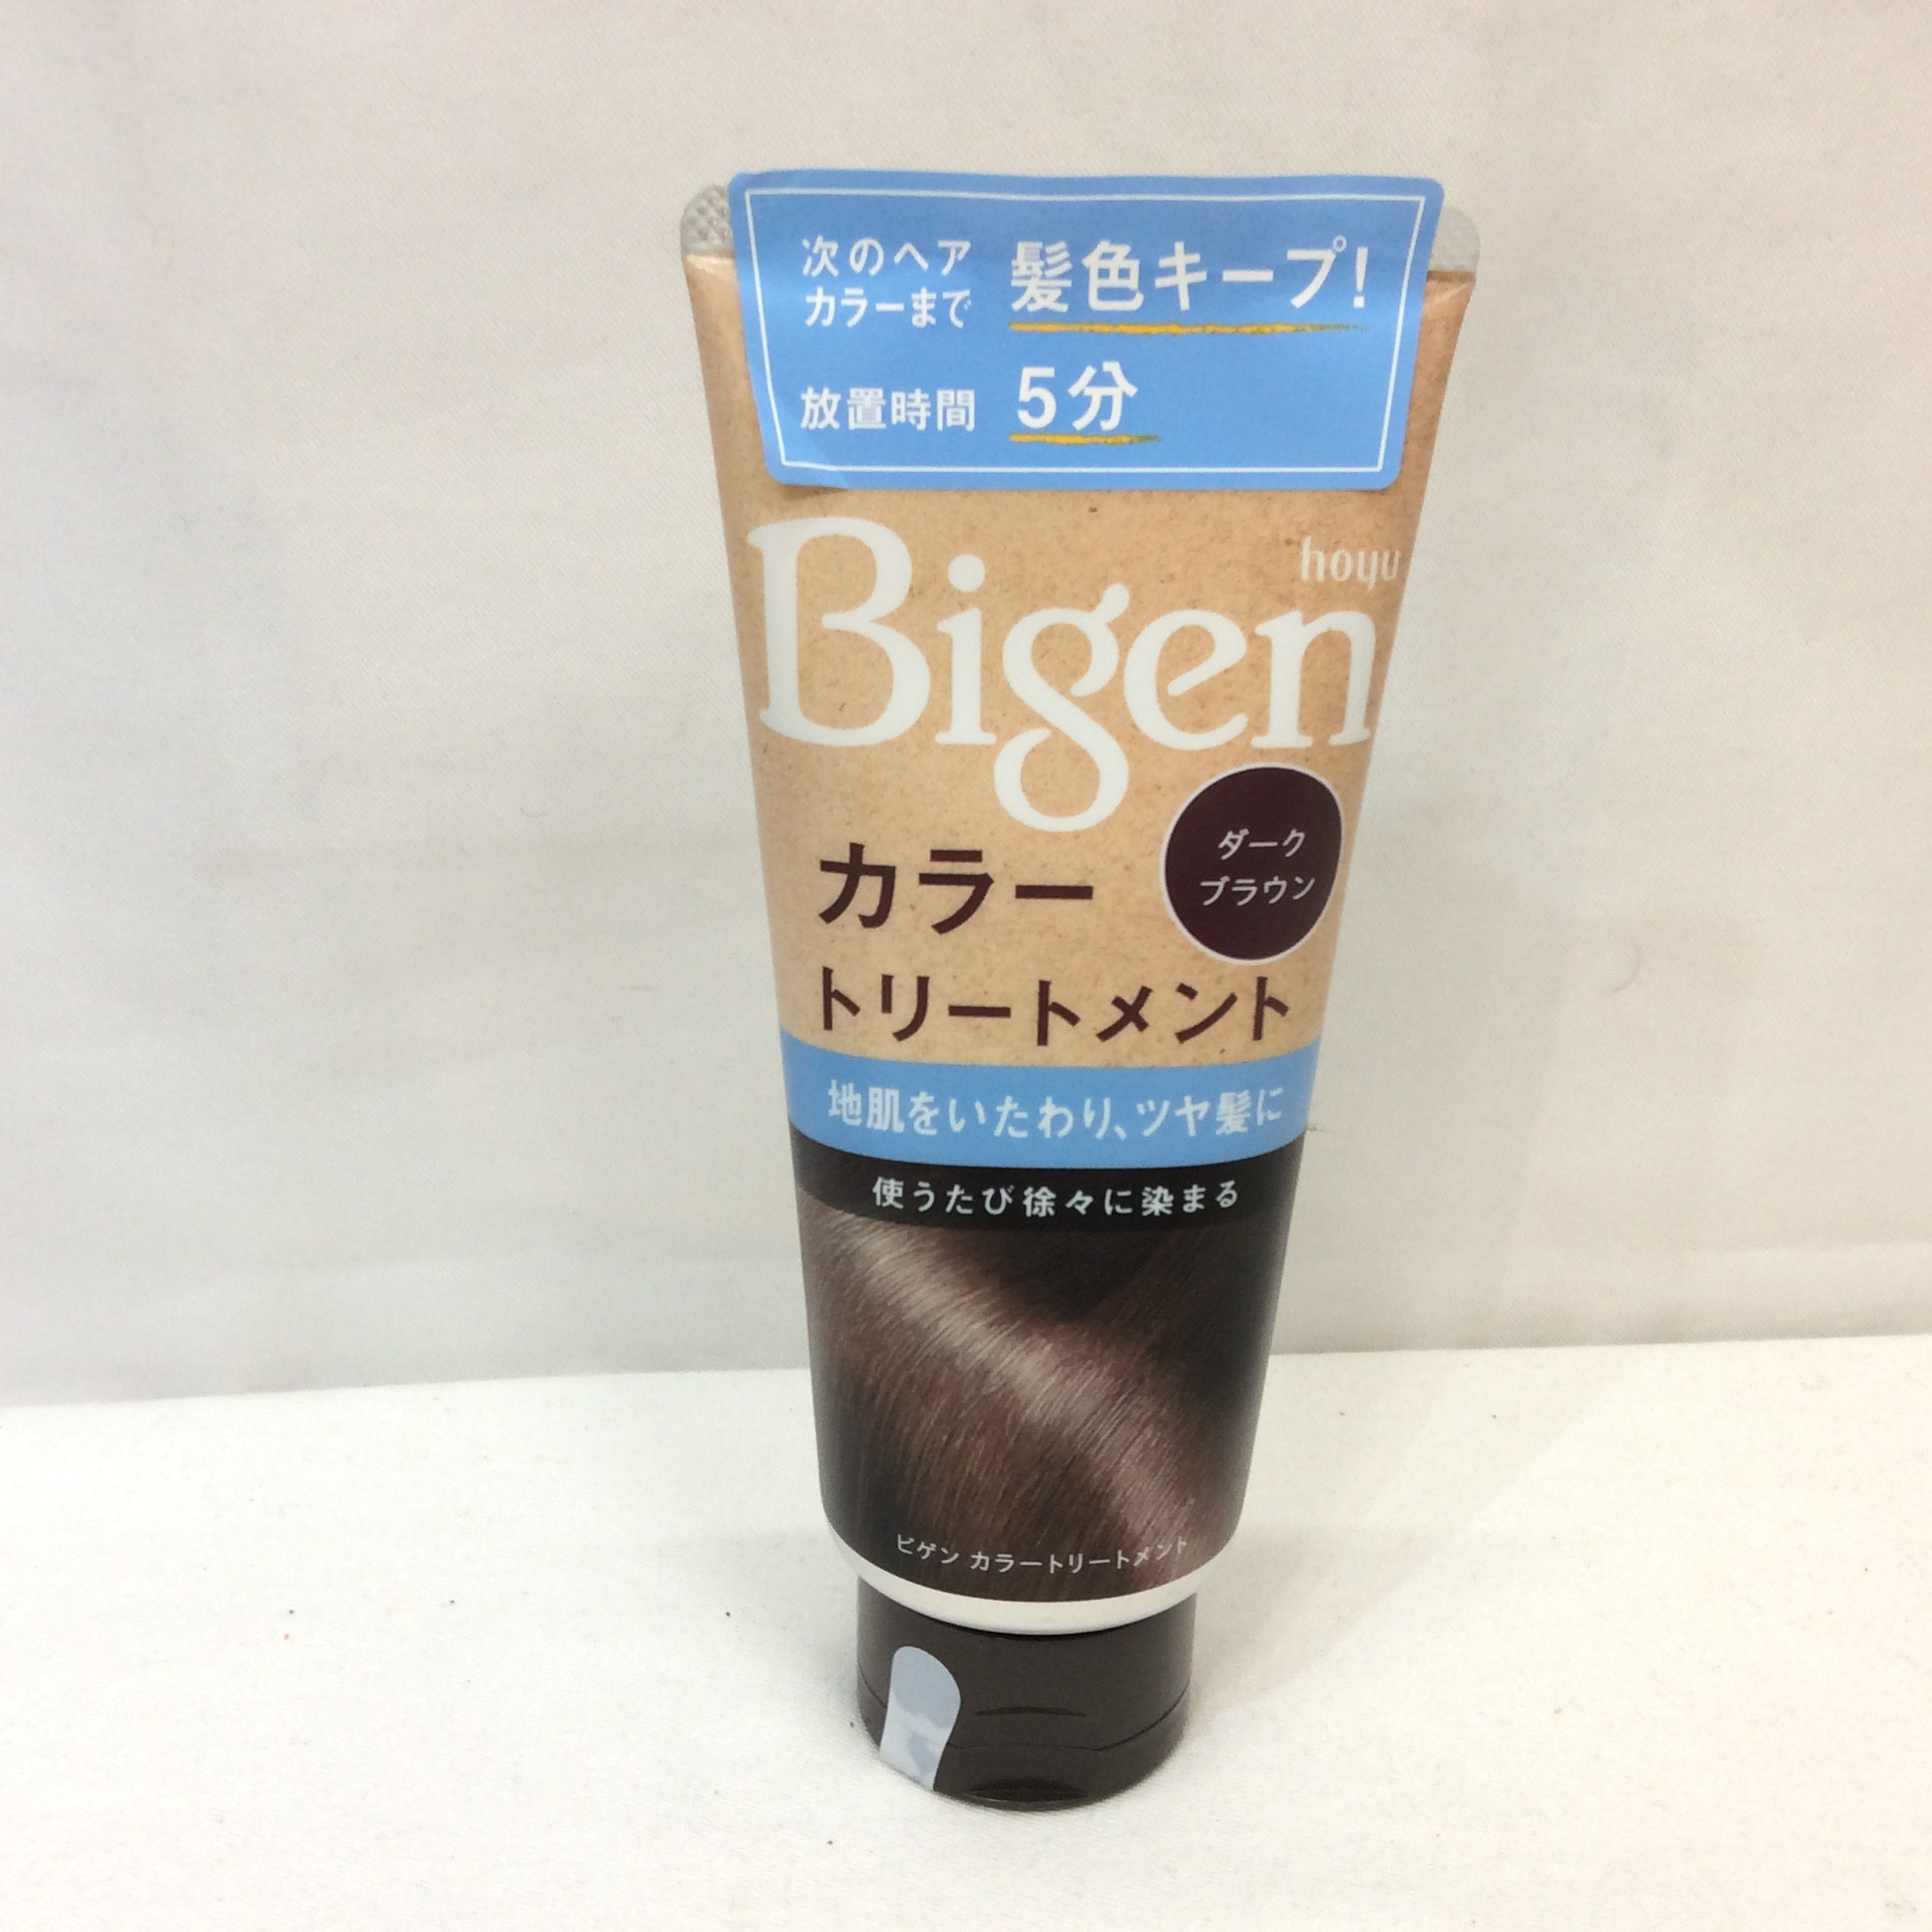 次のヘア
カラーまで
髪色キープ!
放置時間 5分
hoyu
Bigen
ダーク
ブラウン
カラー
トリートメント
地肌をいたわり、ツヤ髪に
使うたび徐々に染まる
ビゲン カラートリートメント